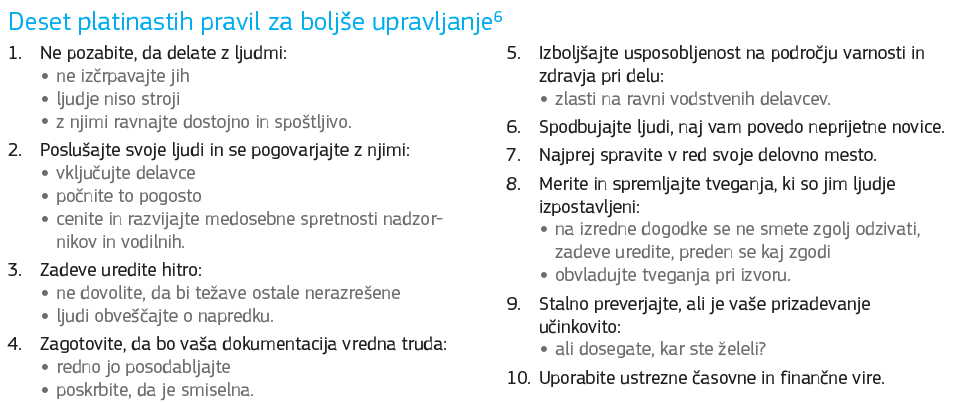 Deset platinastih pravil za boljše upravljanje⁶
1. Ne pozabite, da delate z ljudmi:
• ne izčrpavajte jih
• ljudje niso stroji
• z njimi ravnajte dostojno in spoštljivo.
2. Poslušajte svoje ljudi in se pogovarjajte z njimi:
• vključujte delavce
• počnite to pogosto
• cenite in razvijajte medosebne spretnosti nadzor-
nikov in vodilnih.
3. Zadeve uredite hitro:
• ne dovolite, da bi težave ostale nerazrešene
• ljudi obveščajte o napredku.
4. Zagotovite, da bo vaša dokumentacija vredna truda:
• redno jo posodabljajte
• poskrbite, da je smiselna.
5. Izboljšajte usposobljenost na področju varnosti in
zdravja pri delu:
• zlasti na ravni vodstvenih delavcev.
6. Spodbujajte ljudi, naj vam povedo neprijetne novice.
7. Najprej spravite v red svoje delovno mesto.
8. Merite in spremljajte tveganja, ki so jim ljudje
izpostavljeni:
• na izredne dogodke se ne smete zgolj odzivati,
zadeve uredite, preden se kaj zgodi
• obvladujte tveganja pri izvoru.
9. Stalno preverjajte, ali je vaše prizadevanje
učinkovito:
• ali dosegate, kar ste želeli?
10. Uporabite ustrezne časovne in finančne vire.